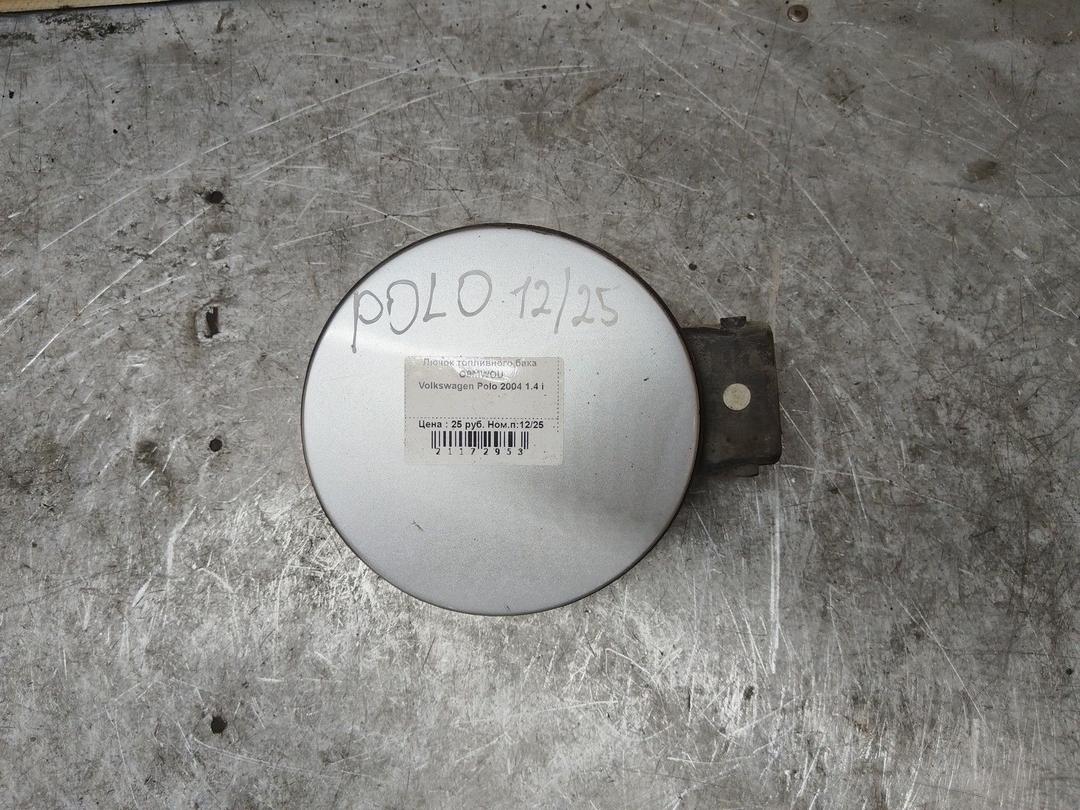 POLO 12/25
Лючок топливного бака
Volkswagen Polo 2004 1.4 i
Цена : 25 руб. Ном.п:12/25
21172953